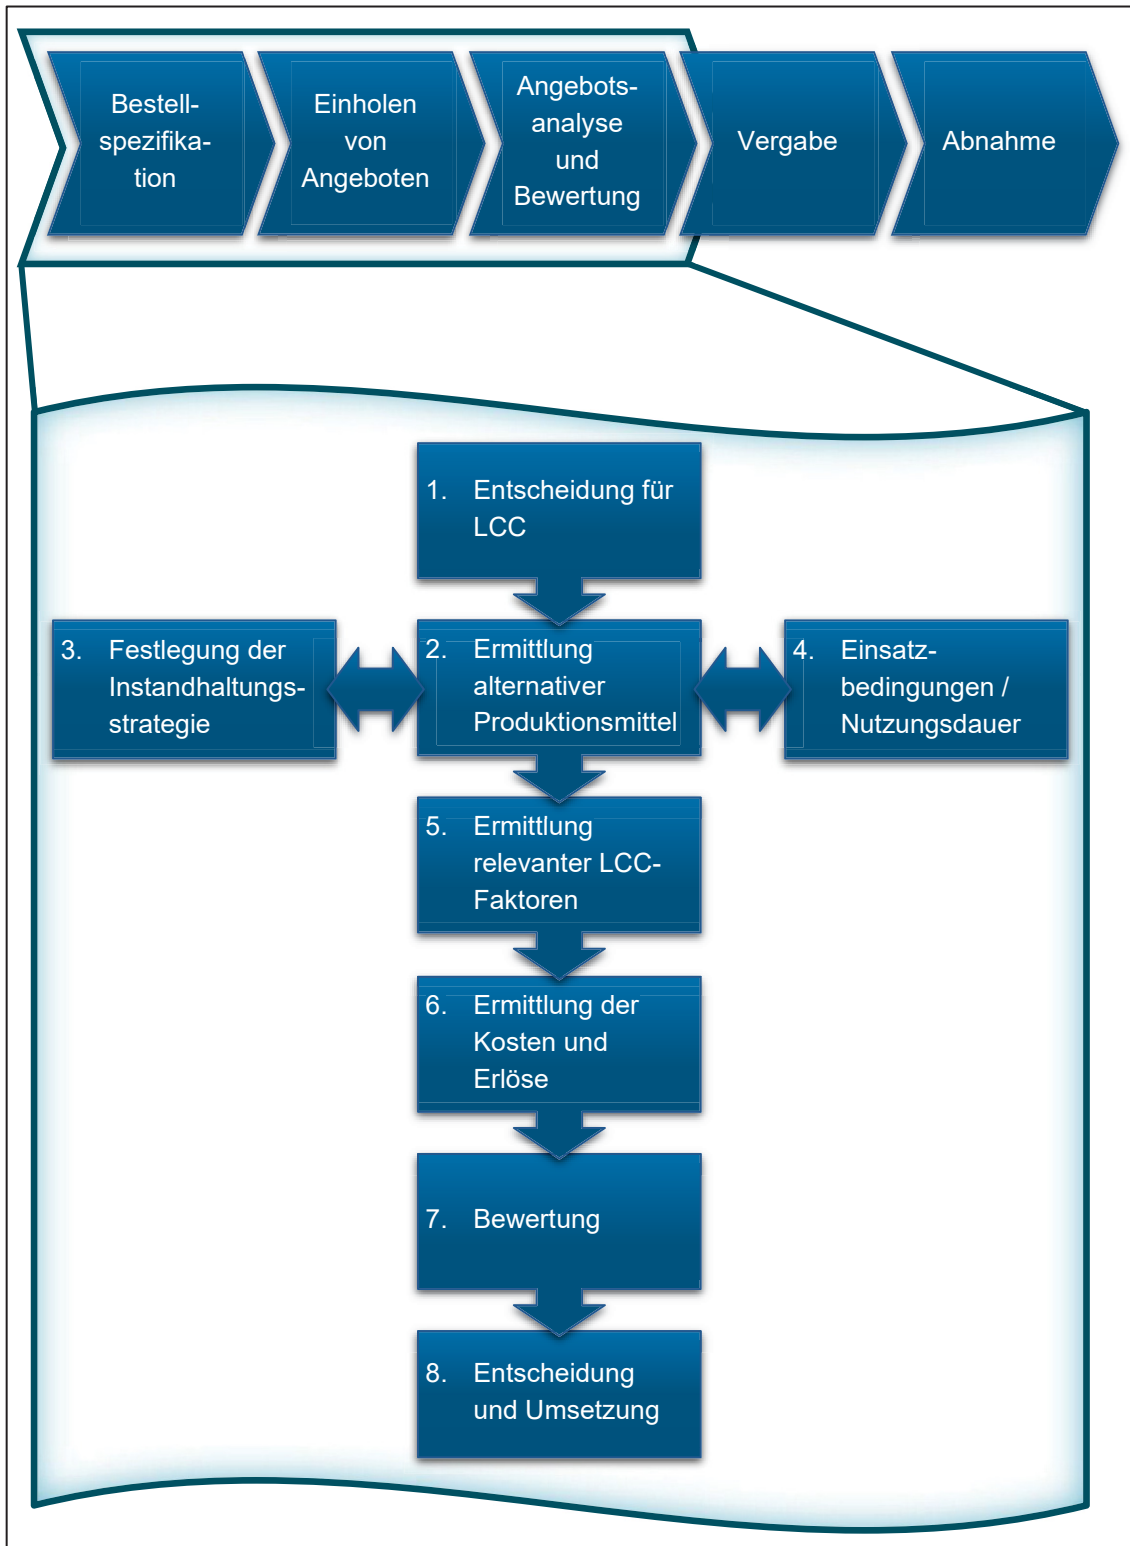 Bestell-
spezifika-
tion
Einholen
von
Angeboten
Angebots-
analyse
und
Bewertung
Vergabe
Abnahme
1. Entscheidung für
LCC
3. Festlegung der
Instandhaltungs-
strategie
2. Ermittlung
alternativer
Produktionsmittel
4. Einsatz-
bedingungen /
Nutzungsdauer
5. Ermittlung
relevanter LCC-
Faktoren
6. Ermittlung der
Kosten und
Erlöse
7. Bewertung
8. Entscheidung
und Umsetzung